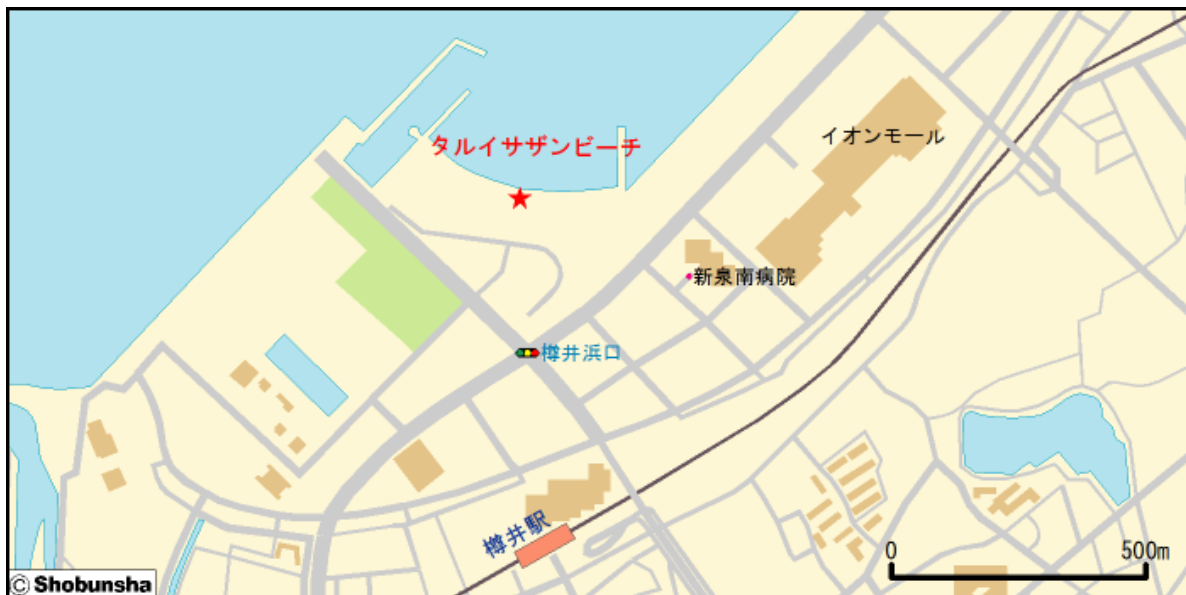 イオンモール
タルイサザンビーチ
新泉南病院
樽井浜口
樽井駅
0 500m
© Shobunsha